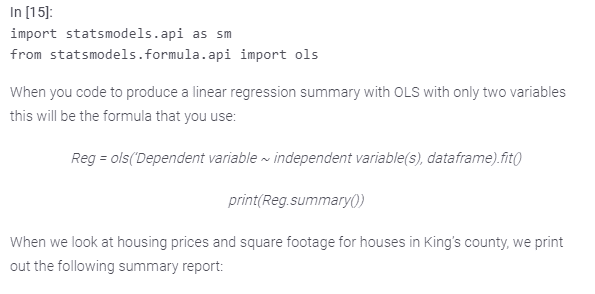 In [15]:
import statsmodels.api as sm
from statsmodels.formula.api import ols
When you code to produce a linear regression summary with OLS with only two variables
this will be the formula that you use:
Reg = ols('Dependent variable ~ independent variable(s), dataframe).fit()
print(Reg.summary())
When we look at housing prices and square footage for houses in King's county, we print
out the following summary report: